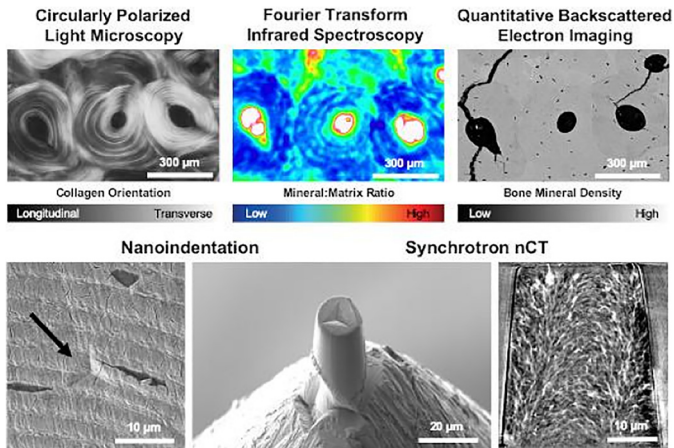 Circularly Polarized
Light Microscopy
Fourier Transform
Infrared Spectroscopy
Quantitative Backscattered
Electron Imaging
300 µm
300 µm
300 µm
Collagen Orientation
Mineral:Matrix Ratio
Bone Mineral Density
Longitudinal Transverse
Low High
Low High
Nanoindentation
Synchrotron nCT
10 µm
20 µm
10 µm